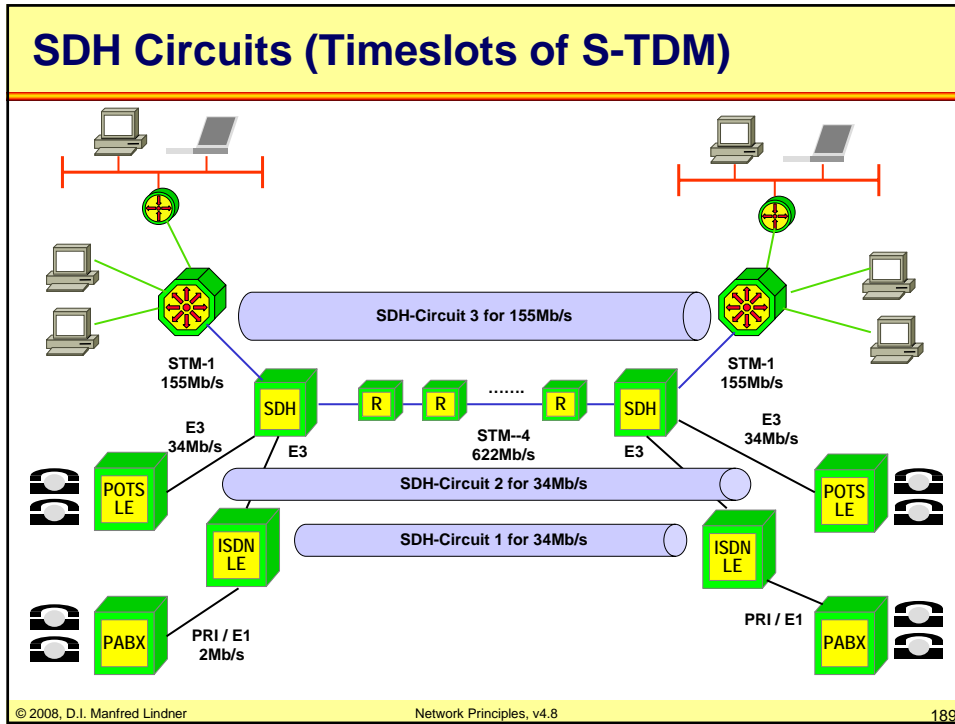 SDH Circuits (Timeslots of S-TDM)
SDH-Circuit 3 for 155Mb/s
STM-1
155Mb/s
STM-1
155Mb/s
SDH
R
R
.......
R
SDH
E3
34Mb/s
E3
STM--4
622Mb/s
E3
E3
34Mb/s
POTS
LE
SDH-Circuit 2 for 34Mb/s
POTS
LE
ISDN
LE
SDH-Circuit 1 for 34Mb/s
ISDN
LE
PABX
PRI / E1
2Mb/s
PRI / E1
PABX
© 2008, D.I. Manfred Lindner
Network Principles, v4.8
189